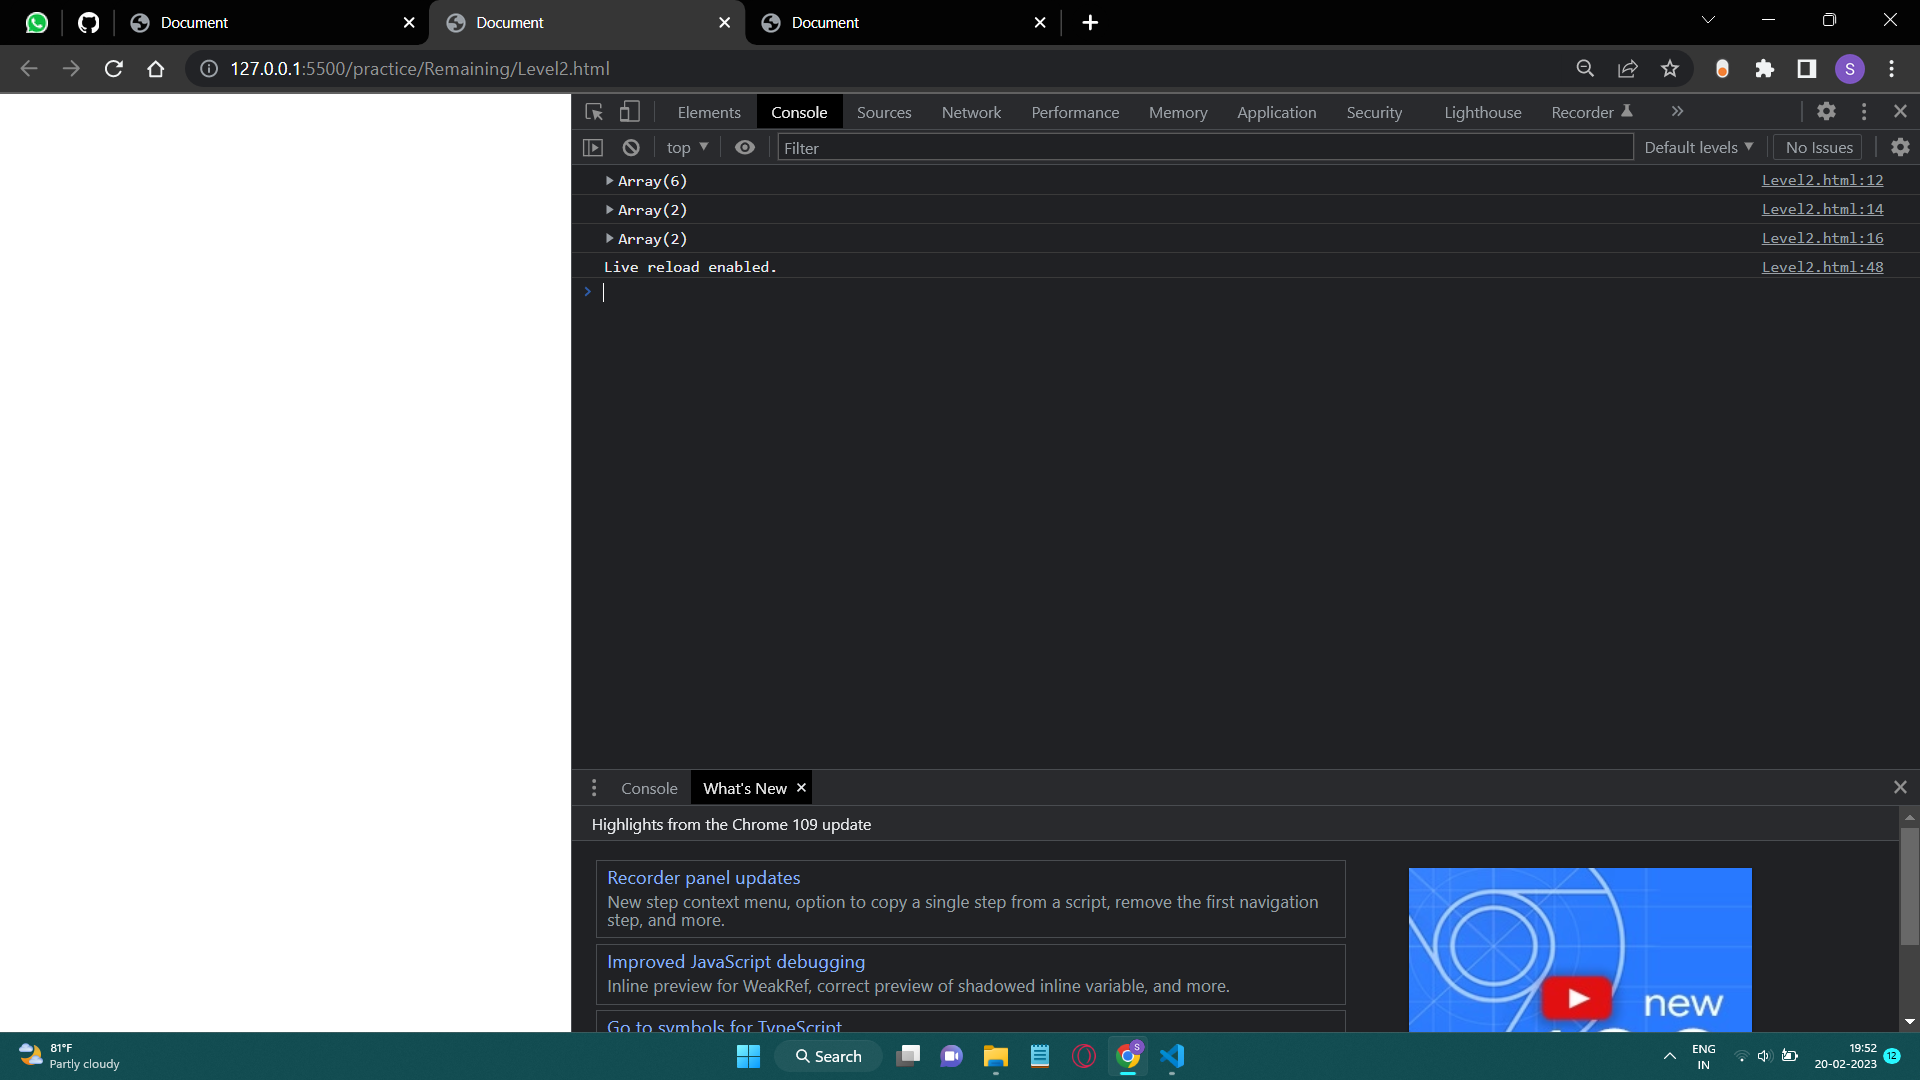 Document
Document
Document
127.0.0.1:5500/practice/Remaining/Level2.html
S
Elements
Console
Sources
Network
Performance
Memory
Application
Security
Lighthouse
Recorder
top
Filter
Default levels
No Issues
Array(6)
Level2.html:12
Array(2)
Level2.html:14
Array(2)
Level2.html:16
Live reload enabled.
Level2.html:48
Console
What's New
Highlights from the Chrome 109 update
Recorder panel updates
New step context menu, option to copy a single step from a script, remove the first navigation
step, and more.
Improved JavaScript debugging
Inline preview for WeakRef, correct preview of shadowed inline variable, and more.
Go to symbols for TypeScript
new
81°F
Partly cloudy
Search
S
ENG
IN
19:52
20-02-2023
12